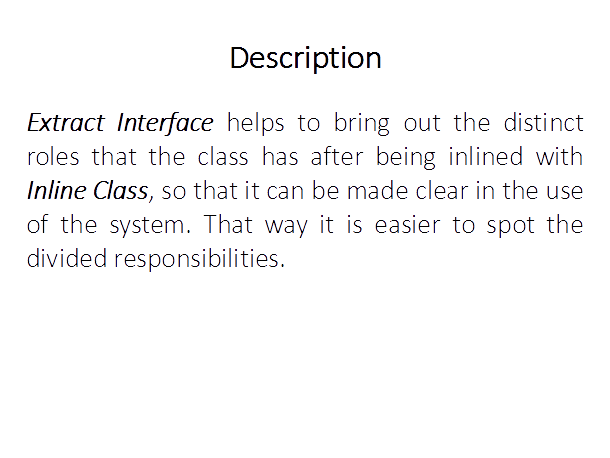 Description
Extract Interface helps to bring out the distinct
roles that the class has after being inlined with
Inline Class, so that it can be made clear in the use
of the system. That way it is easier to spot the
divided responsibilities.